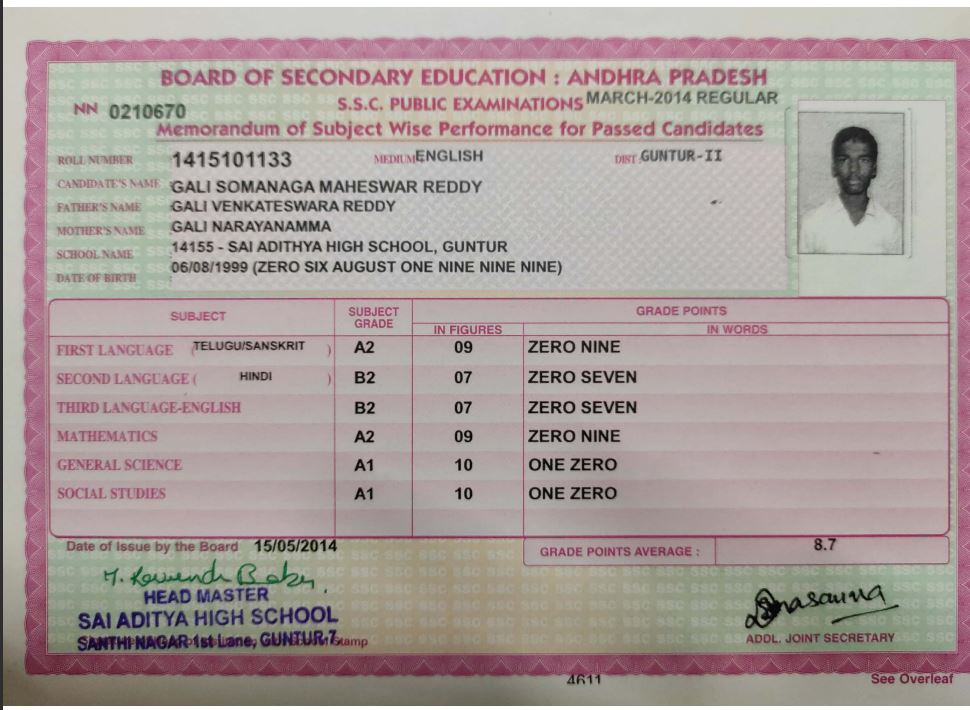 BOARD OF SECONDARY EDUCATION : ANDHRA PRADESH
NN 0210670
S.S.C. PUBLIC EXAMINATIONS MARCH-2014 REGULAR
Memorandum of Subject Wise Performance for Passed Candidates
ROLL NUMBER 1415101133 MEDIUM ENGLISH DIST GUNTUR-II
CANDIDATE'S NAME GALI SOMANAGA MAHESWAR REDDY
FATHER'S NAME GALI VENKATESWARA REDDY
MOTHER'S NAME GALI NARAYANAMMA
SCHOOL NAME 14155 - SAI ADITHYA HIGH SCHOOL, GUNTUR
DATE OF BIRTH 06/08/1999 (ZERO SIX AUGUST ONE NINE NINE NINE)
SUBJECT SUBJECT GRADE GRADE POINTS
IN FIGURES IN WORDS
FIRST LANGUAGE (TELUGU/SANSKRIT) A2 09 ZERO NINE
SECOND LANGUAGE (HINDI) B2 07 ZERO SEVEN
THIRD LANGUAGE-ENGLISH B2 07 ZERO SEVEN
MATHEMATICS A2 09 ZERO NINE
GENERAL SCIENCE A1 10 ONE ZERO
SOCIAL STUDIES A1 10 ONE ZERO
Date of Issue by the Board 15/05/2014
GRADE POINTS AVERAGE : 8.7
HEAD MASTER
SAI ADITYA HIGH SCHOOL
SANTHI NAGAR 1st Lane, GUNTUR-7
Stamp
ADDL. JOINT SECRETARY
4611
See Overleaf